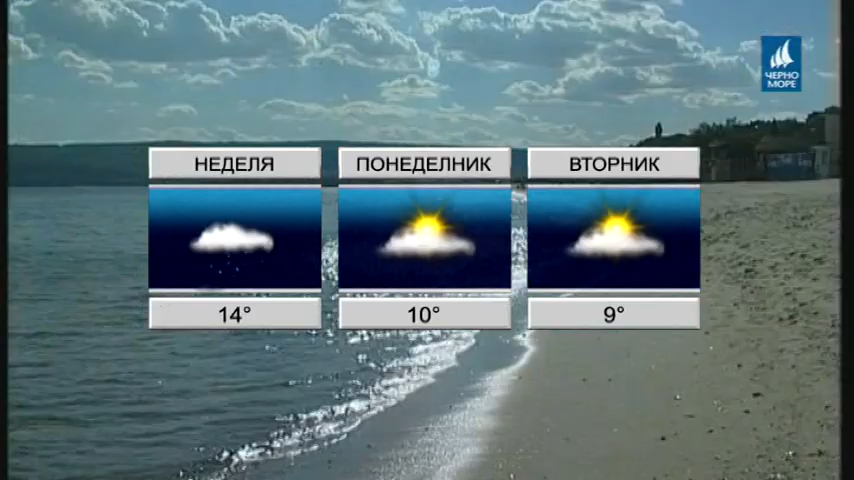 ЧЕРНО
МОРЕ
НЕДЕЛЯ
ПОНЕДЕЛНИК
ВТОРНИК
14°
10°
9°